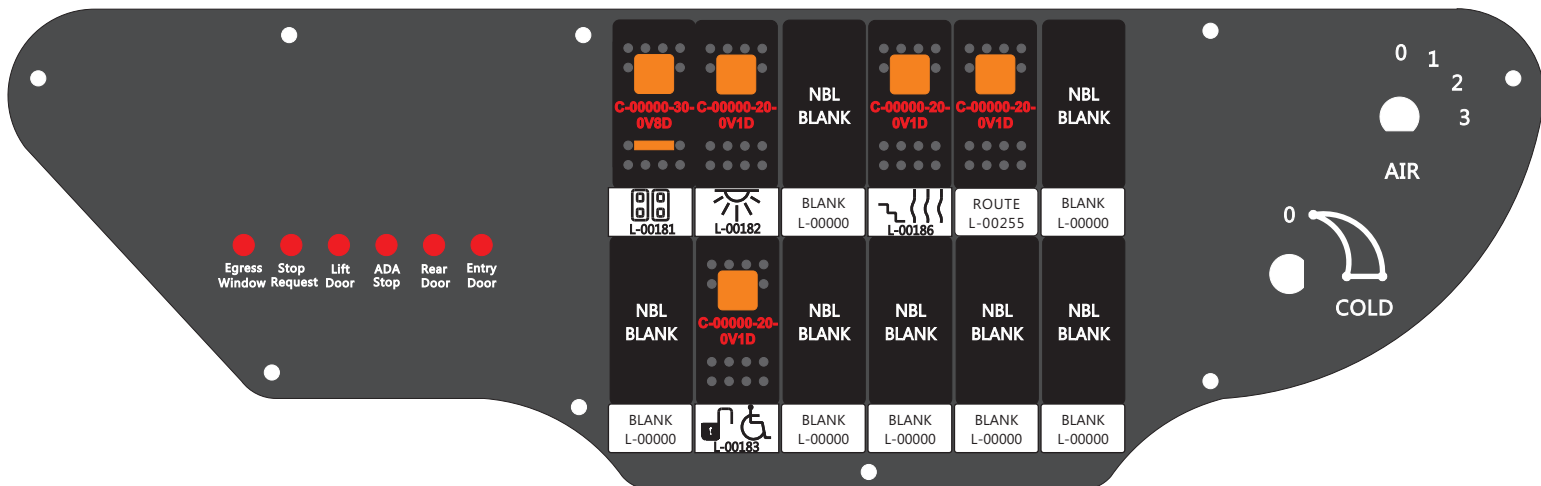 0
1
2
3
AIR
0
COLD
Egress
Window
Stop
Request
Lift
Door
ADA
Stop
Rear
Door
Entry
Door
C-00000-30-
0V8D
C-00000-20-
0V1D
NBL
BLANK
C-00000-20-
0V1D
C-00000-20-
0V1D
NBL
BLANK
L-00181
L-00182
BLANK
L-00000
L-00186
ROUTE
L-00255
BLANK
L-00000
NBL
BLANK
C-00000-20-
0V1D
NBL
BLANK
NBL
BLANK
NBL
BLANK
NBL
BLANK
BLANK
L-00000
L-00183
BLANK
L-00000
BLANK
L-00000
BLANK
L-00000
BLANK
L-00000